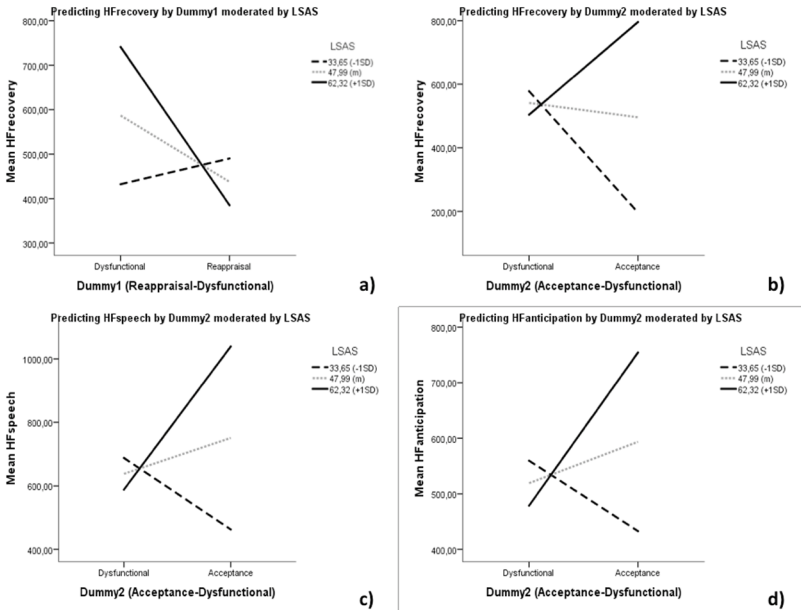 Predicting HFrecovery by Dummy1 moderated by LSAS
800,00
700,00
600,00
500,00
400,00
300,00
Mean HFrecovery
LSAS
33,65 (-1SD)
47,99 (m)
62,32 (+1SD)
Dysfunctional
Reappraisal
Dummy1 (Reappraisal-Dysfunctional)
a)
Predicting HFrecovery by Dummy2 moderated by LSAS
800,00
600,00
400,00
200,00
Mean HFrecovery
LSAS
33,65 (-1SD)
47,99 (m)
62,32 (+1SD)
Dysfunctional
Acceptance
Dummy2 (Acceptance-Dysfunctional)
b)
Predicting HFspeech by Dummy2 moderated by LSAS
1000,00
800,00
600,00
400,00
Mean HFspeech
LSAS
33,65 (-1SD)
47,99 (m)
62,32 (+1SD)
Dysfunctional
Acceptance
Dummy2 (Acceptance-Dysfunctional)
c)
Predicting HFanticipation by Dummy2 moderated by LSAS
800,00
700,00
600,00
500,00
400,00
Mean HFanticipation
LSAS
33,65 (-1SD)
47,99 (m)
62,32 (+1SD)
Dysfunctional
Acceptance
Dummy2 (Acceptance-Dysfunctional)
d)